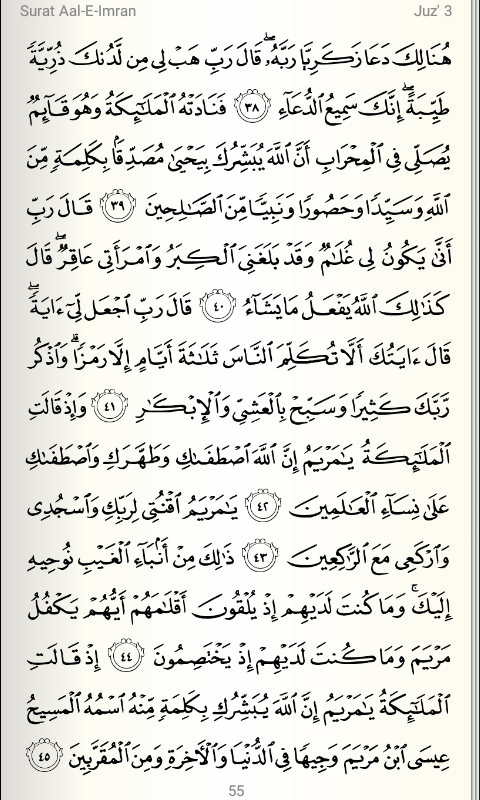 Surat Aal-E-Imran Juz' 3
هُنَالِكَ دَعَا زَكَرِيَّا رَبَّهُۥۖ قَالَ رَبِّ هَبۡ لِي مِن لَّدُنكَ ذُرِّيَّةٗ
طَيِّبَةًۖ إِنَّكَ سَمِيعُ ٱلدُّعَآءِ ٣٨ فَنَادَتۡهُ ٱلۡمَلَٰٓئِكَةُ وَهُوَ قَآئِمٞ
يُصَلِّي فِي ٱلۡمِحۡرَابِ أَنَّ ٱللَّهَ يُبَشِّرُكَ بِيَحۡيَىٰ مُصَدِّقَۢا بِكَلِمَةٖ مِّنَ
ٱللَّهِ وَسَيِّدٗا وَحَصُورٗا وَنَبِيّٗا مِّنَ ٱلصَّٰلِحِينَ ٣٩ قَالَ رَبِّ
أَنَّىٰ يَكُونُ لِي غُلَٰمٞ وَقَدۡ بَلَغَنِيَ ٱلۡكِبَرُ وَٱمۡرَأَتِي عَاقِرٞۖ قَالَ
كَذَٰلِكَ ٱللَّهُ يَفۡعَلُ مَا يَشَآءُ ٤٠ قَالَ رَبِّ ٱجۡعَل لِّيٓ ءَايَةٗۖ
قَالَ ءَايَتُكَ أَلَّا تُكَلِّمَ ٱلنَّاسَ ثَلَٰثَةَ أَيَّامٍ إِلَّا رَمۡزٗاۗ وَٱذۡكُر
رَّبَّكَ كَثِيرٗا وَسَبِّحۡ بِٱلۡعَشِيِّ وَٱلۡإِبۡكَٰرِ ٤١ وَإِذۡ قَالَتِ
ٱلۡمَلَٰٓئِكَةُ يَٰمَرۡيَمُ إِنَّ ٱللَّهَ ٱصۡطَفَىٰكِ وَطَهَّرَكِ وَٱصۡطَفَىٰكِ
عَلَىٰ نِسَآءِ ٱلۡعَٰلَمِينَ ٤٢ يَٰمَرۡيَمُ ٱقۡنُتِي لِرَبِّكِ وَٱسۡجُدِي
وَٱرۡكَعِي مَعَ ٱلرَّٰكِعِينَ ٤٣ ذَٰلِكَ مِنۡ أَنۢبَآءِ ٱلۡغَيۡبِ نُوحِيهِ
إِلَيۡكَۚ وَمَا كُنتَ لَدَيۡهِمۡ إِذۡ يُلۡقُونَ أَقۡلَٰمَهُمۡ أَيُّهُمۡ يَكۡفُلُ
مَرۡيَمَ وَمَا كُنتَ لَدَيۡهِمۡ إِذۡ يَخۡتَصِمُونَ ٤٤ إِذۡ قَالَتِ
ٱلۡمَلَٰٓئِكَةُ يَٰمَرۡيَمُ إِنَّ ٱللَّهَ يُبَشِّرُكِ بِكَلِمَةٖ مِّنۡهُ ٱسۡمُهُ ٱلۡمَسِيحُ
عِيسَى ٱبۡنُ مَرۡيَمَ وَجِيهٗا فِي ٱلدُّنۡيَا وَٱلۡأٓخِرَةِ وَمِنَ ٱلۡمُقَرَّبِينَ ٤٥
55